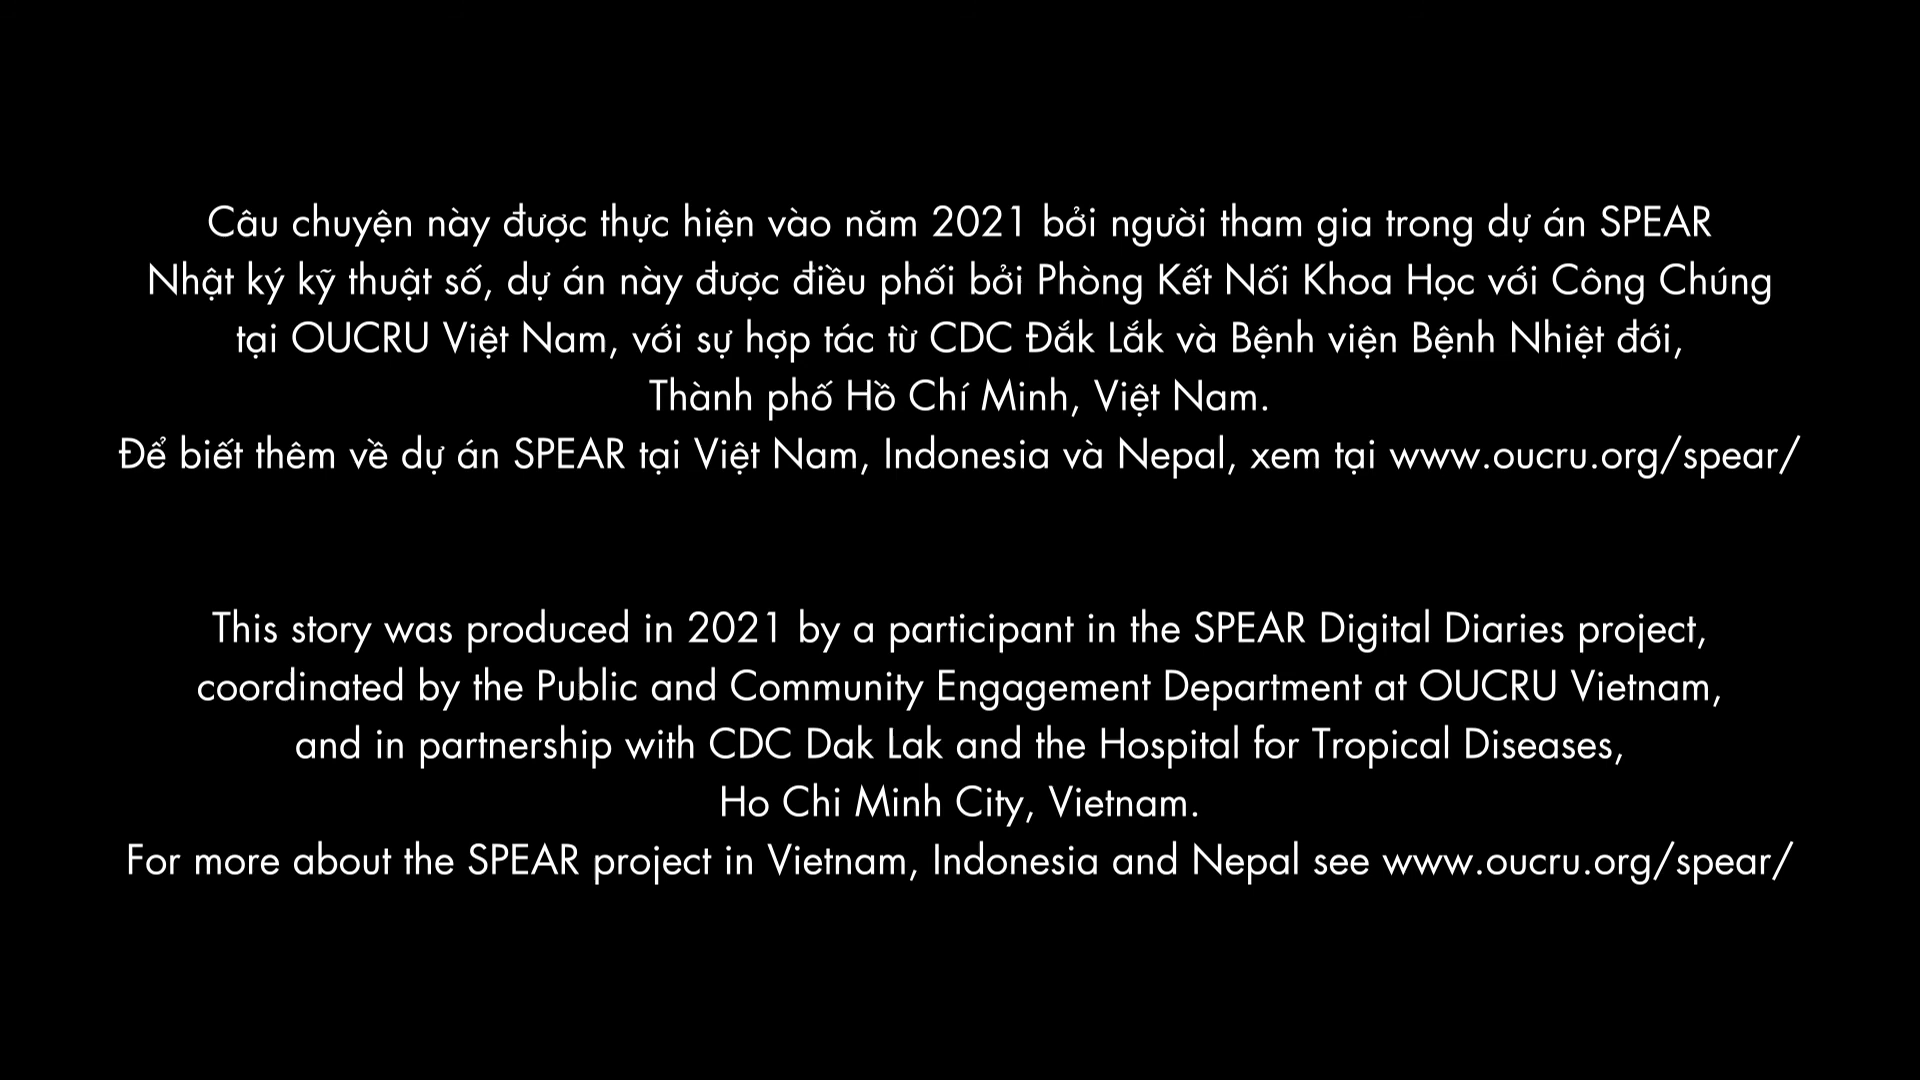 Câu chuyện này được thực hiện vào năm 2021 bởi người tham gia trong dự án SPEAR
Nhật ký kỹ thuật số, dự án này được điều phối bởi Phòng Kết Nối Khoa Học với Công Chúng
tại OUCRU Việt Nam, với sự hợp tác từ CDC Đắk Lắk và Bệnh viện Bệnh Nhiệt đới,
Thành phố Hồ Chí Minh, Việt Nam.
Để biết thêm về dự án SPEAR tại Việt Nam, Indonesia và Nepal, xem tại www.oucru.org/spear/
This story was produced in 2021 by a participant in the SPEAR Digital Diaries project,
coordinated by the Public and Community Engagement Department at OUCRU Vietnam,
and in partnership with CDC Dak Lak and the Hospital for Tropical Diseases,
Ho Chi Minh City, Vietnam.
For more about the SPEAR project in Vietnam, Indonesia and Nepal see www.oucru.org/spear/